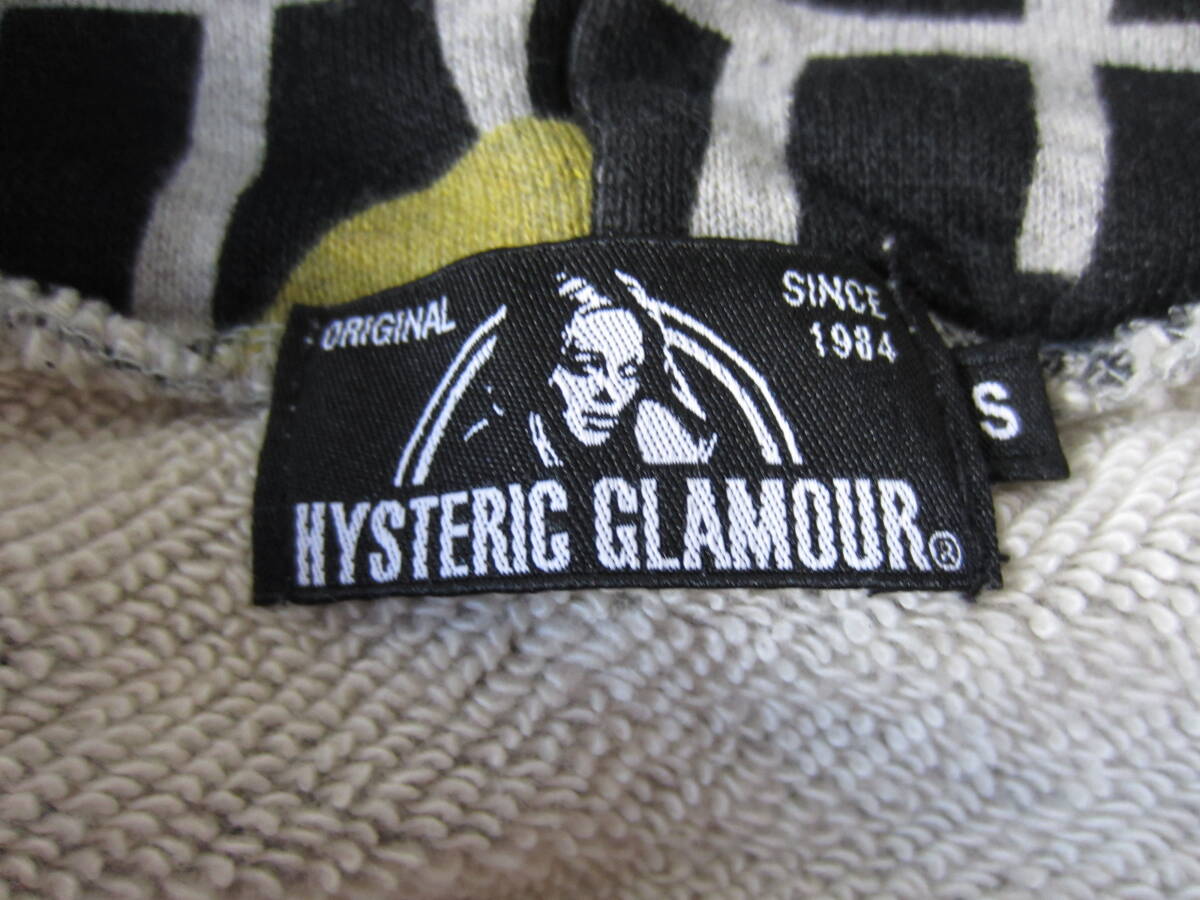 ORIGINAL
SINCE
1984
HYSTERIC GLAMOUR®
S